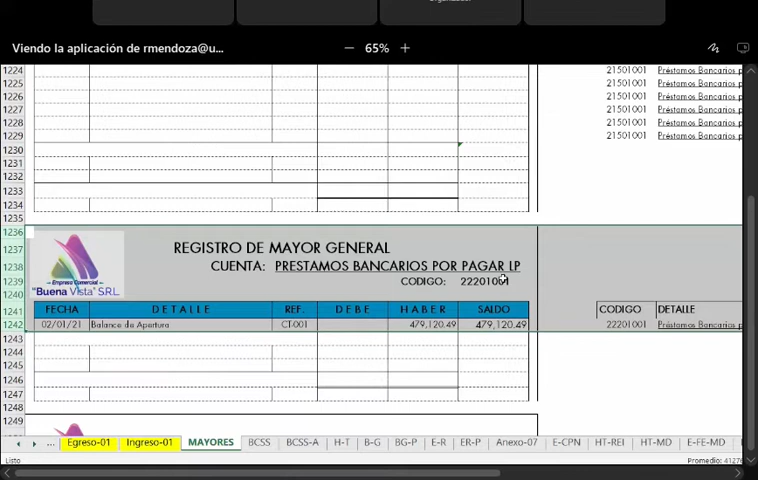 Viendo la aplicación de rmendoza@u...
65%
1224
1225
1226
1227
1228
1229
1230
1231
1232
1233
1234
1235
1236
1237
1238
1239
1240
1241
1242
1243
1244
1245
1246
1247
1248
1249
21501001 Préstamos Bancarios p
21501001 Préstamos Bancarios p
21501001 Préstamos Bancarios p
21501001 Préstamos Bancarios p
21501001 Préstamos Bancarios p
21501001 Préstamos Bancarios p
Empresa Comercial
"Buena Vista" S.R.L.
REGISTRO DE MAYOR GENERAL
CUENTA: PRESTAMOS BANCARIOS POR PAGAR LP
CODIGO: 22201001
FECHA DETALLE REF. DEBE HABER SALDO CODIGO DETALLE
02/01/21 Balance de Apertura CT-001 479,120.49 479,120.49 22201001 Préstamos Bancarios p
... Egreso-01 Ingreso-01 MAYORES BCSS BCSS-A H-T B-G BG-P E-R ER-P Anexo-07 E-CPN HT-REI HT-MD E-FE-MD
Listo Promedio: 41276